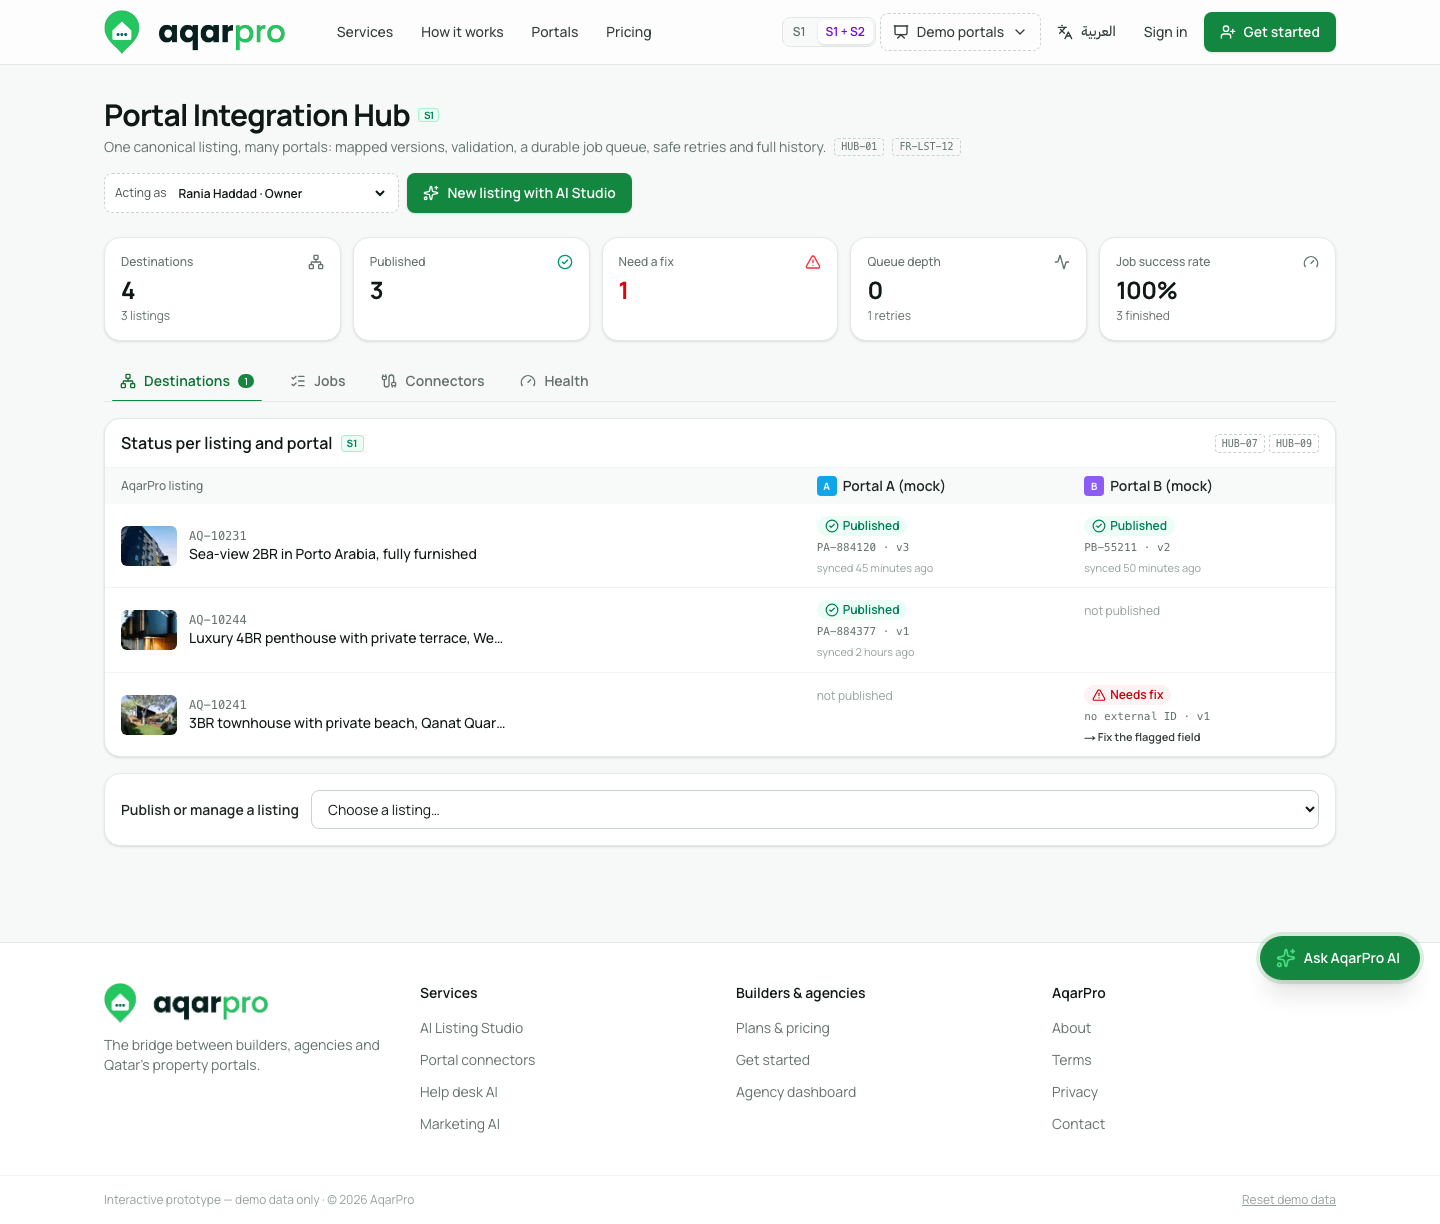 aqarpro
Services
How it works
Portals
Pricing
S1
S1 + S2
Demo portals
العربية
Sign in
Get started
Portal Integration Hub S1
One canonical listing, many portals: mapped versions, validation, a durable job queue, safe retries and full history. HUB-01 FR-LST-12
Acting as Rania Haddad · Owner
New listing with AI Studio
Destinations
4
3 listings
Published
3
Need a fix
1
Queue depth
0
1 retries
Job success rate
100%
3 finished
Destinations 1
Jobs
Connectors
Health
Status per listing and portal S1
HUB-07 HUB-09
AqarPro listing
A Portal A (mock)
B Portal B (mock)
AQ-10231
Sea-view 2BR in Porto Arabia, fully furnished
Published
PA-884120 · v3
synced 45 minutes ago
Published
PB-55211 · v2
synced 50 minutes ago
AQ-10244
Luxury 4BR penthouse with private terrace, We...
Published
PA-884377 · v1
synced 2 hours ago
not published
AQ-10241
3BR townhouse with private beach, Qanat Quar...
not published
Needs fix
no external ID · v1
→ Fix the flagged field
Publish or manage a listing
Choose a listing...
Ask AqarPro AI
aqarpro
The bridge between builders, agencies and
Qatar's property portals.
Services
AI Listing Studio
Portal connectors
Help desk AI
Marketing AI
Builders & agencies
Plans & pricing
Get started
Agency dashboard
AqarPro
About
Terms
Privacy
Contact
Interactive prototype — demo data only · © 2026 AqarPro
Reset demo data